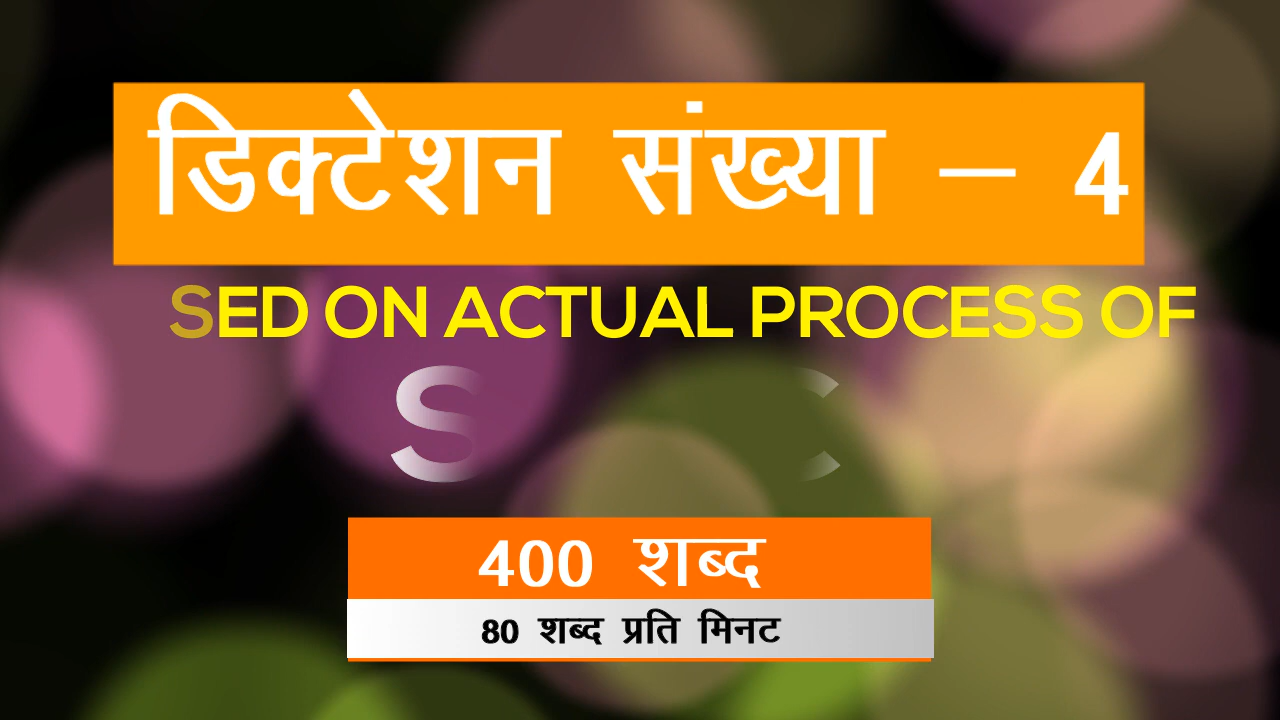 डिक्टेशन संख्या – 4
SED ON ACTUAL PROCESS OF
S C
400 शब्द
80 शब्द प्रति मिनट